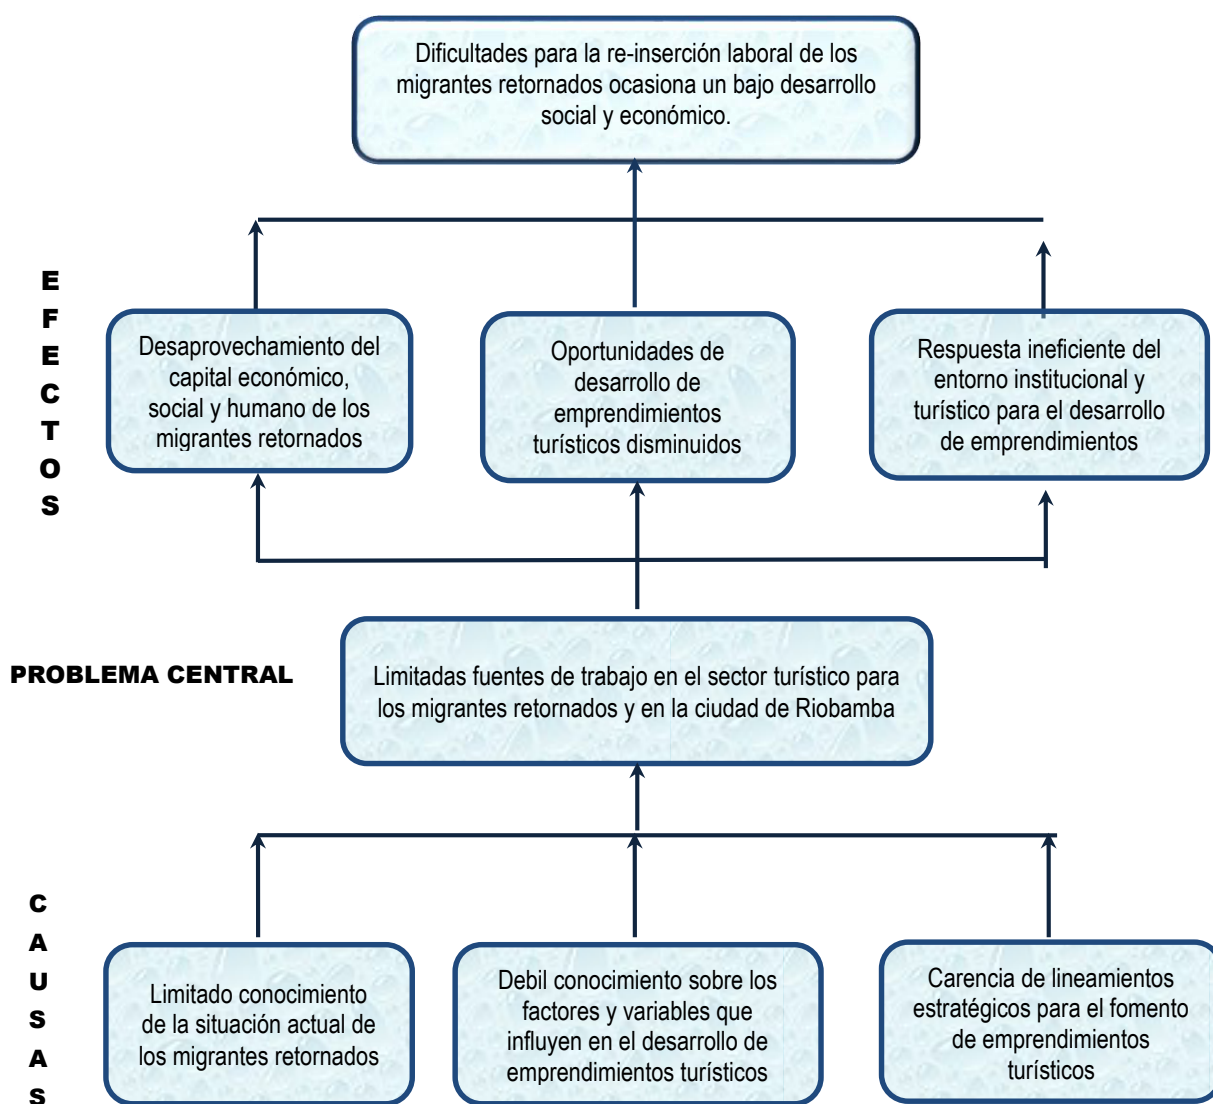 Dificultades para la re-inserción laboral de los
migrantes retornados ocasiona un bajo desarrollo
social y económico.
EFECTOS
Desaprovechamiento del
capital económico,
social y humano de los
migrantes retornados
Oportunidades de
desarrollo de
emprendimientos
turísticos disminuidos
Respuesta ineficiente del
entorno institucional y
turístico para el desarrollo
de emprendimientos
PROBLEMA CENTRAL
Limitadas fuentes de trabajo en el sector turístico para
los migrantes retornados y en la ciudad de Riobamba
CAUSAS
Limitado conocimiento
de la situación actual de
los migrantes retornados
Debil conocimiento sobre los
factores y variables que
influyen en el desarrollo de
emprendimientos turísticos
Carencia de lineamientos
estratégicos para el fomento
de emprendimientos
turísticos